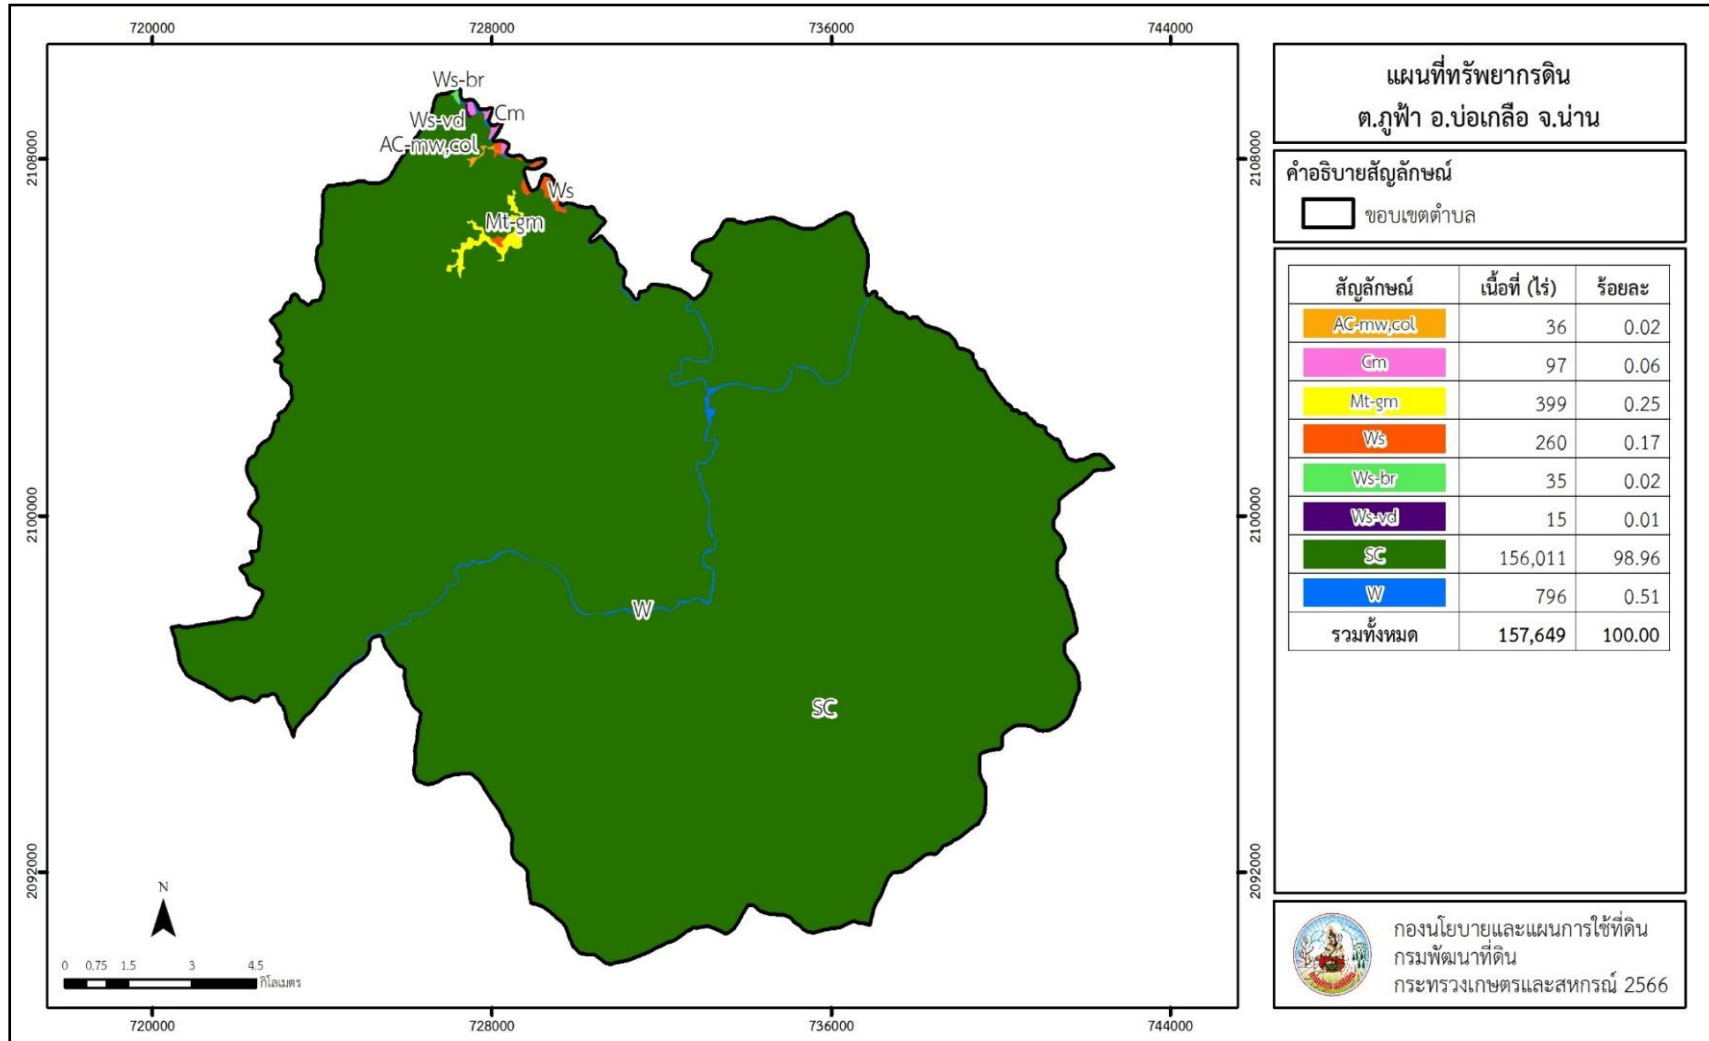 720000
728000
736000
744000
2108000
2100000
2092000
Ws-br
Cm
Ws-vd
AC-mw,col
Ws
Mt-gm
W
SC
N
0 0.75 1.5 3 4.5
กิโลเมตร
2108000
2100000
2092000
720000
728000
736000
744000
แผนที่ทรัพยากรดิน
ต.ภูฟ้า อ.บ่อเกลือ จ.น่าน
คำอธิบายสัญลักษณ์
ขอบเขตตำบล
สัญลักษณ์ เนื้อที่ (ไร่) ร้อยละ
AC-mw,col 36 0.02
Cm 97 0.06
Mt-gm 399 0.25
Ws 260 0.17
Ws-br 35 0.02
Ws-vd 15 0.01
SC 156,011 98.96
W 796 0.51
รวมทั้งหมด 157,649 100.00
กองนโยบายและแผนการใช้ที่ดิน
กรมพัฒนาที่ดิน
กระทรวงเกษตรและสหกรณ์ 2566